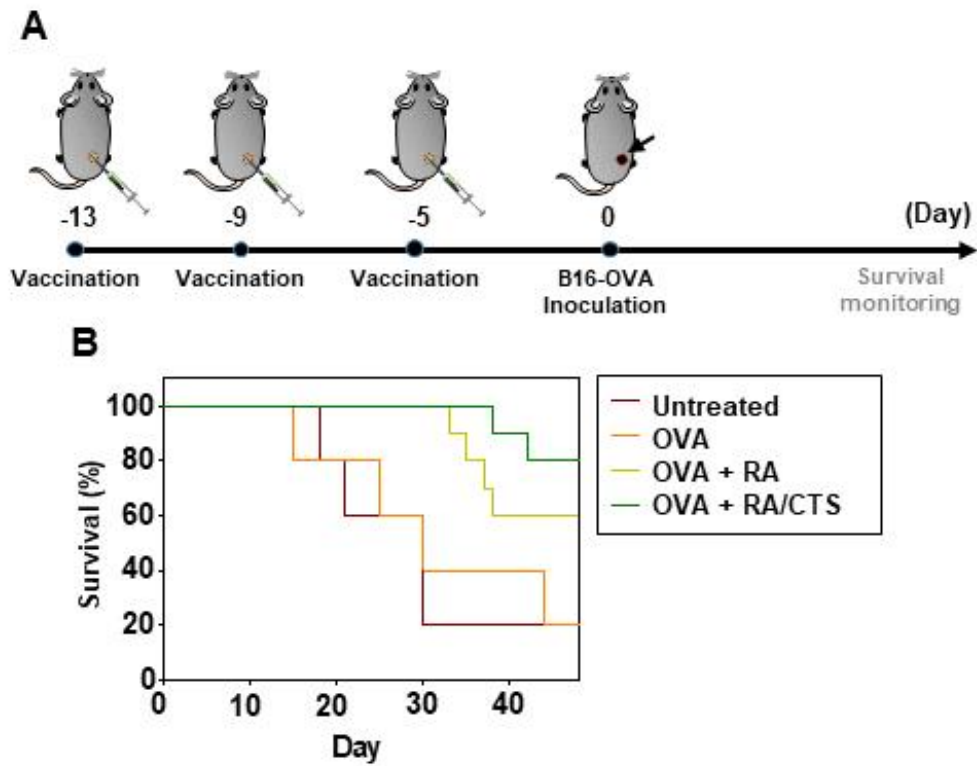 A
-13
-9
-5
0
(Day)
Vaccination
Vaccination
Vaccination
B16-OVA
Inoculation
Survival
monitoring
B
100
80
60
40
20
0
Survival (%)
0
10
20
30
40
Day
Untreated
OVA
OVA + RA
OVA + RA/CTS